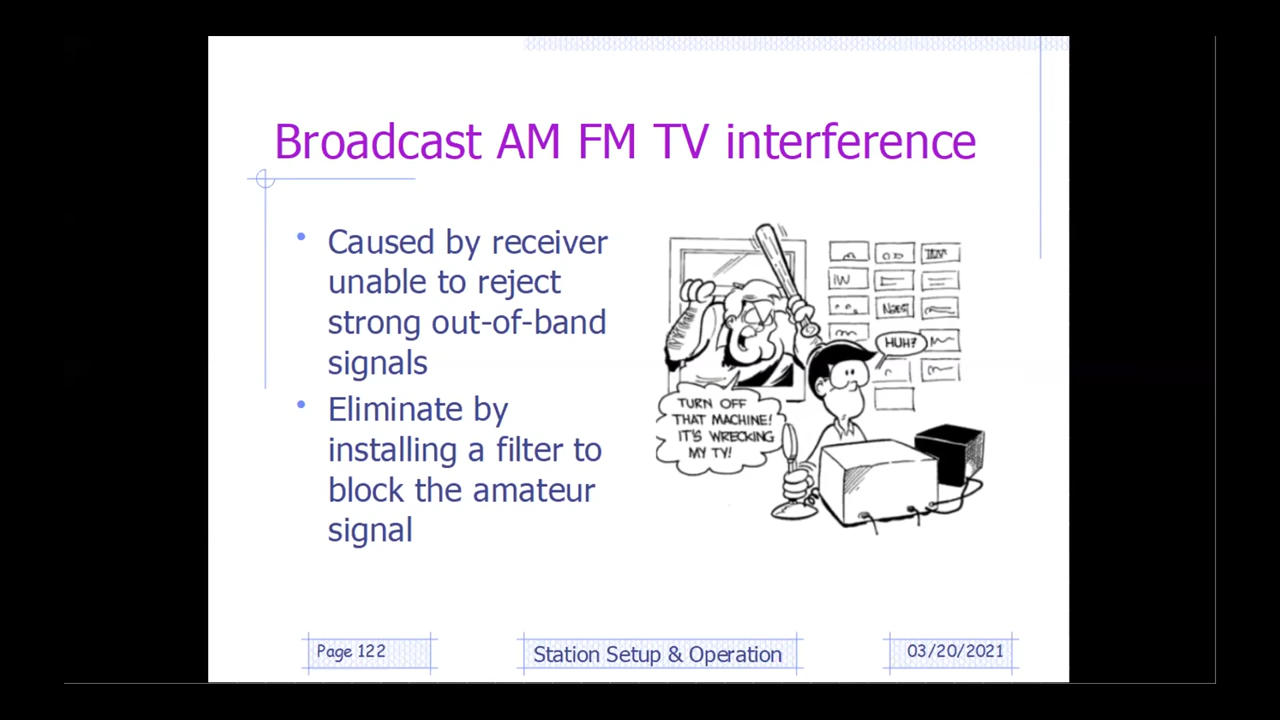 Broadcast AM FM TV interference
• Caused by receiver
unable to reject
strong out-of-band
signals
• Eliminate by
installing a filter to
block the amateur
signal
HUH?
TURN OFF
THAT MACHINE!
IT'S WRECKING
MY TV!
Page 122
Station Setup & Operation
03/20/2021